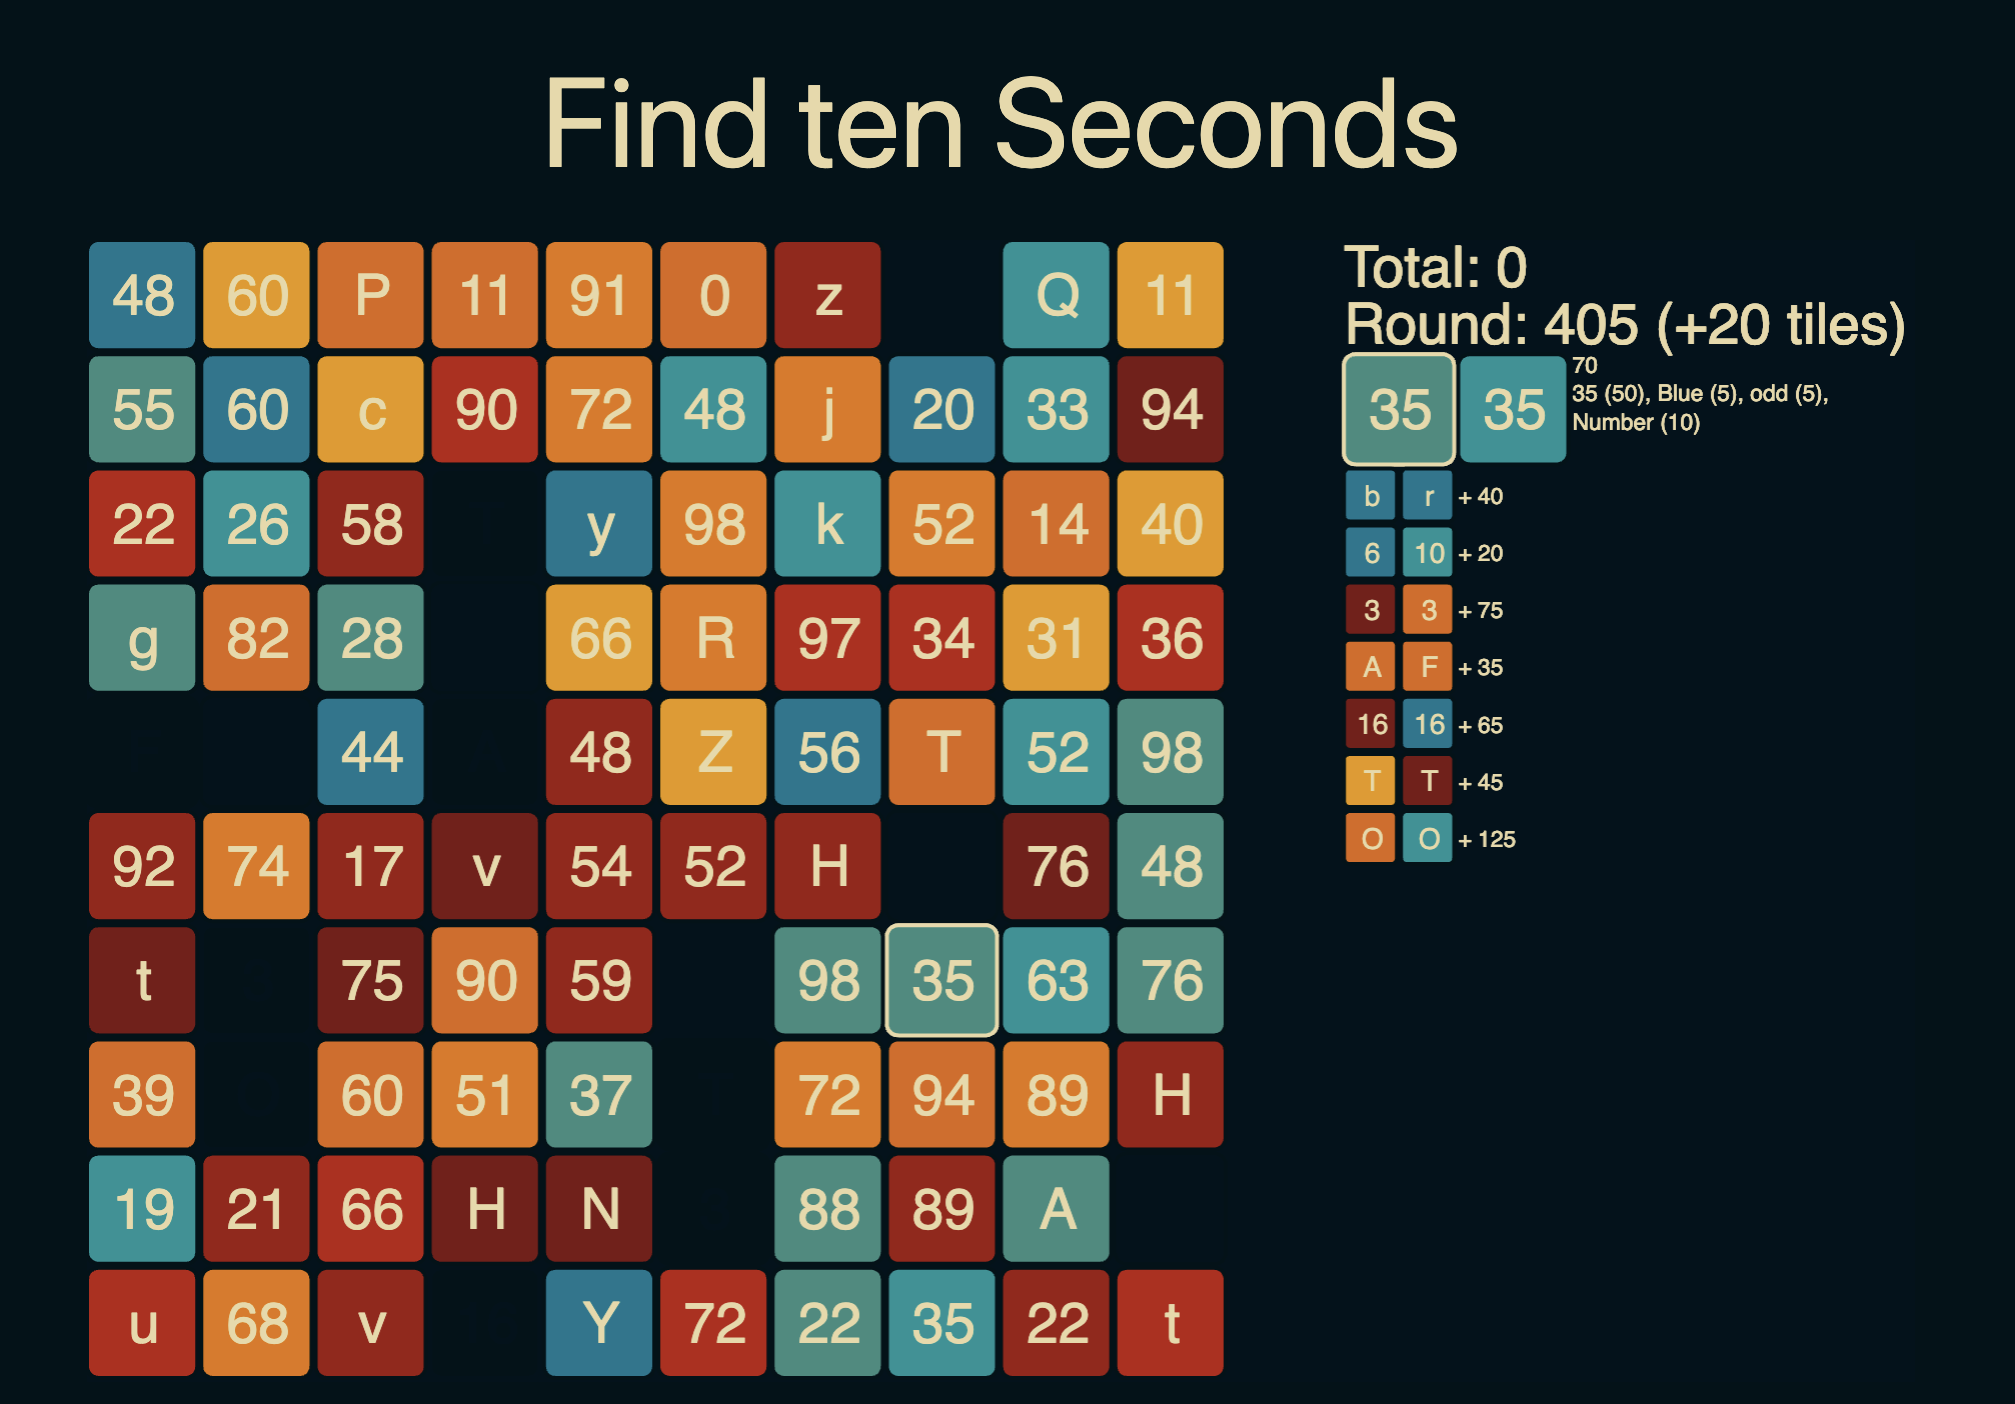 Find ten Seconds
48 60 P 11 91 0 z Q 11
55 60 c 90 72 48 j 20 33 94
22 26 58 T y 98 k 52 14 40
g 82 28 66 R 97 34 31 36
44 48 Z 56 T 52 98
92 74 17 v 54 52 H 76 48
t 75 90 59 98 35 63 76
39 60 51 37 72 94 89 H
19 21 66 H N 88 89 A
u 68 v 16 Y 72 22 35 22 t
Total: 0
Round: 405 (+20 tiles)
35 35
70
35 (50), Blue (5), odd (5),
Number (10)
b r + 40
6 10 + 20
3 3 + 75
A F + 35
16 16 + 65
T T + 45
O O + 125